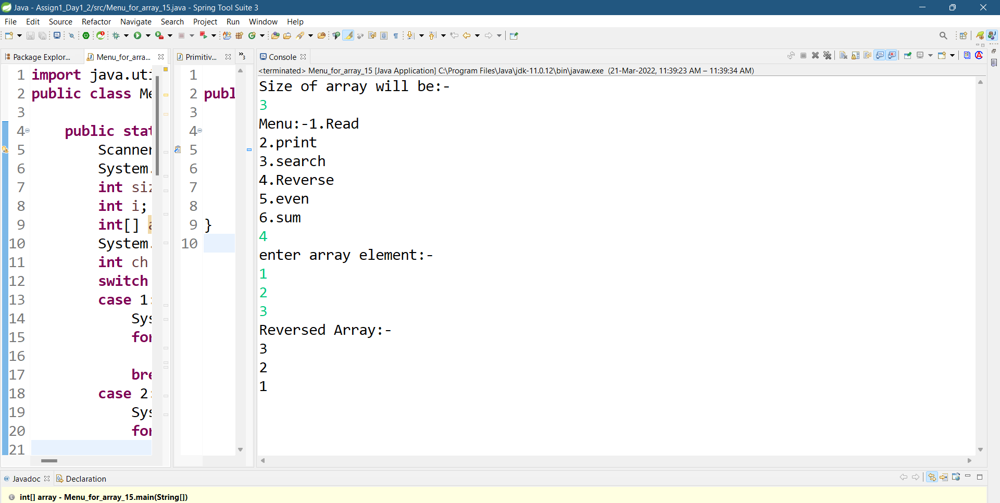 Java - Assign1_Day1_2/src/Menu_for_array_15.java - Spring Tool Suite 3
File Edit Source Refactor Navigate Search Project Run Window Help
Package Explor... Menu_for_arra... Primitiv... »3
1 import java.uti
2 public class Me
3
4 public stat
5 Scanner
6 System.
7 int siz
8 int i;
9 int[] a
10 System.
11 int ch
12 switch
13 case 1:
14 Sys
15 for
16
17 bre
18 case 2:
19 Sys
20 for
21
1
2 publ
3
4
5
6
7
8
9 }
10
Console
<terminated> Menu_for_array_15 [Java Application] C:\Program Files\Java\jdk-11.0.12\bin\javaw.exe (21-Mar-2022, 11:39:23 AM – 11:39:34 AM)
Size of array will be:-
3
Menu:-1.Read
2.print
3.search
4.Reverse
5.even
6.sum
4
enter array element:-
1
2
3
Reversed Array:-
3
2
1
@ Javadoc Declaration
int[] array - Menu_for_array_15.main(String[])